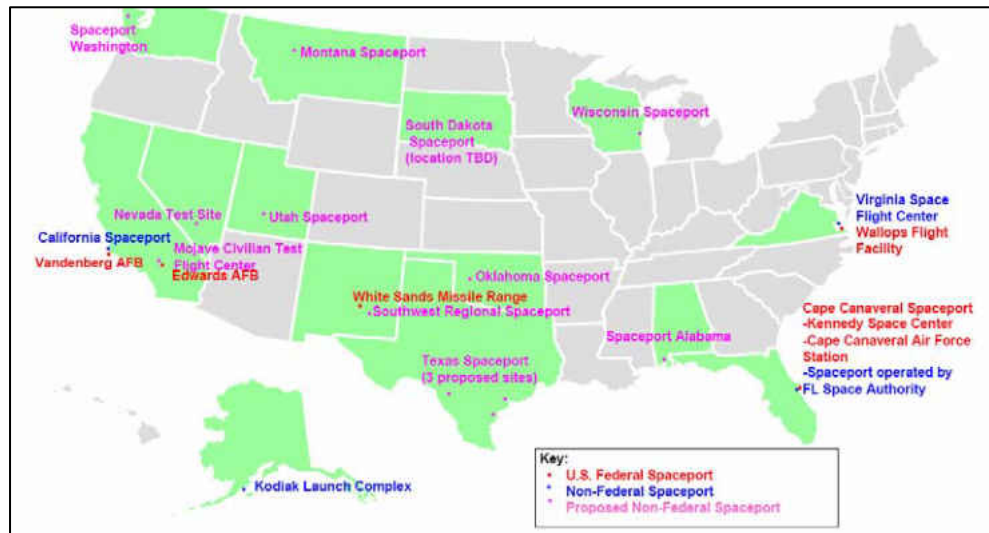 Spaceport
Washington
Montana Spaceport
South Dakota
Spaceport
(location TBD)
Wisconsin Spaceport
Nevada Test Site
Utah Spaceport
California Spaceport
Vandenberg AFB
Mojave Civilian Test
Flight Center
Edwards AFB
Virginia Space
Flight Center
Wallops Flight
Facility
Oklahoma Spaceport
White Sands Missile Range
Southwest Regional Spaceport
Texas Spaceport
(3 proposed sites)
Spaceport Alabama
Cape Canaveral Spaceport
-Kennedy Space Center
-Cape Canaveral Air Force
Station
-Spaceport operated by
FL Space Authority
Kodiak Launch Complex
Key:
U.S. Federal Spaceport
Non-Federal Spaceport
Proposed Non-Federal Spaceport